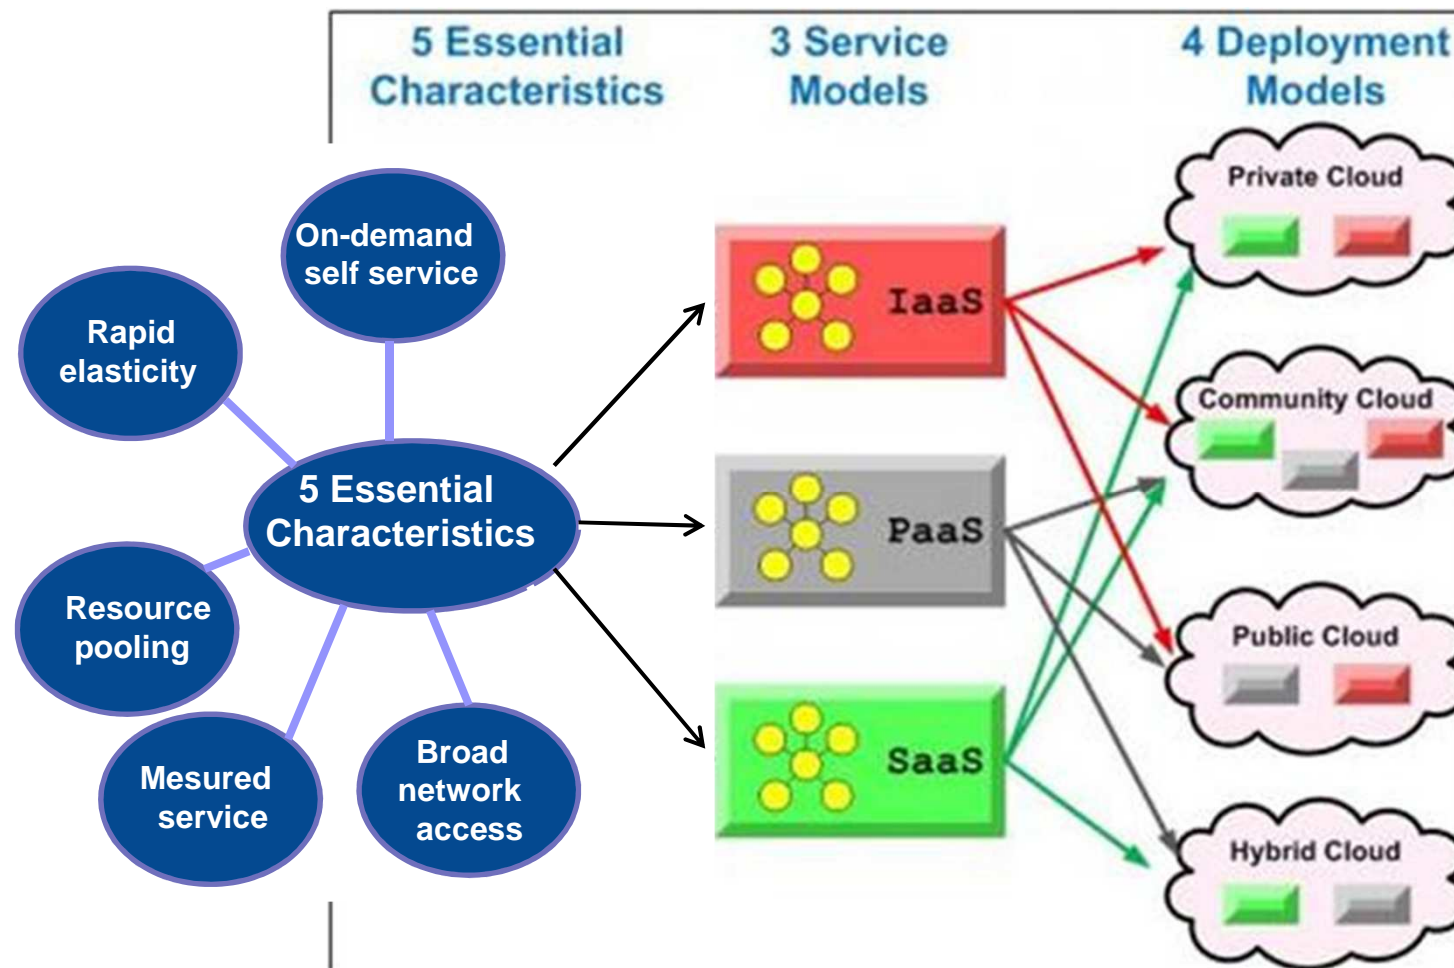 5 Essential
Characteristics
3 Service
Models
4 Deployment
Models
On-demand
self service
Rapid
elasticity
5 Essential
Characteristics
Resource
pooling
Mesured
service
Broad
network
access
IaaS
PaaS
SaaS
Private Cloud
Community Cloud
Public Cloud
Hybrid Cloud